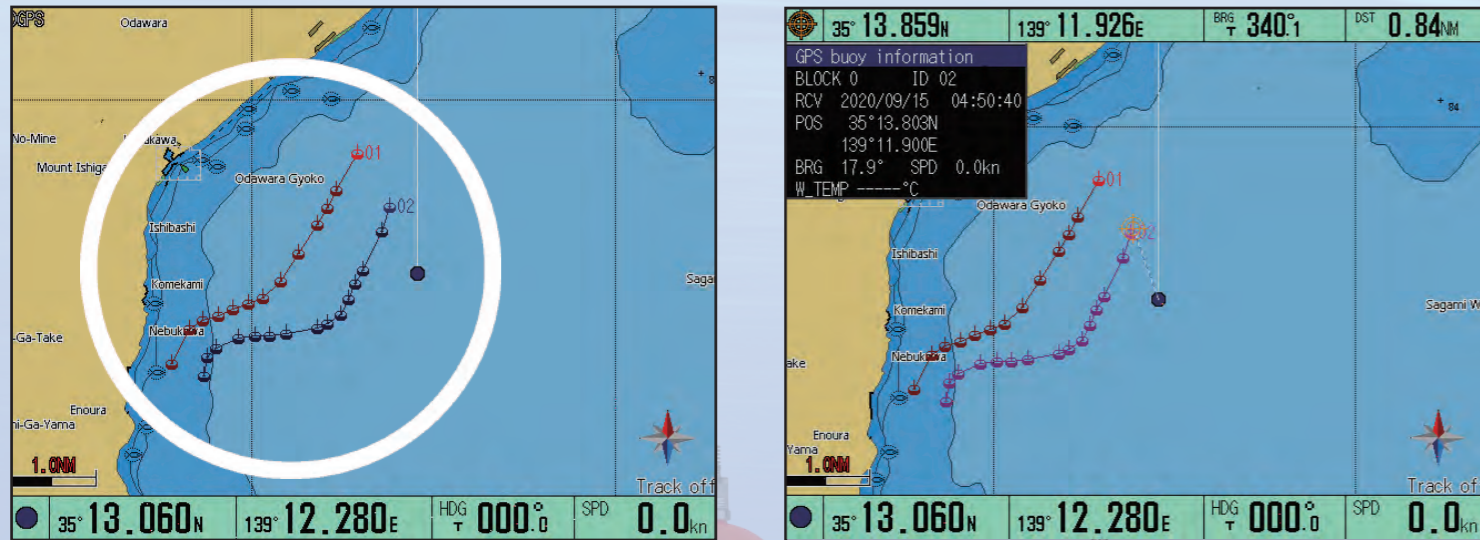 DGPS
Odawara
No-Mine
Mount Ishiga
01
Odawara Gyoko
02
Ishibashi
Komekami
Saga
Nebukawa
-Ga-Take
Enoura
ni-Ga-Yama
1.0NM
Track off
35° 13.060N 139° 12.280E HDG T 000.°0 SPD 0.0kn
35° 13.859N 139° 11.926E BRG T 340.°1 DST 0.84NM
GPS buoy information
BLOCK 0 ID 02
RCV 2020/09/15 04:50:40
POS 35°13.803N
139°11.900E
BRG 17.9° SPD 0.0kn
W_TEMP -----°C
84
01
Odawara Gyoko
02
Ishibashi
Sagami W
Komekami
Nebukawa
ake
Enoura
Yama
1.0NM
Track of
35° 13.060N 139° 12.280E HDG T 000.°0 SPD 0.0kn